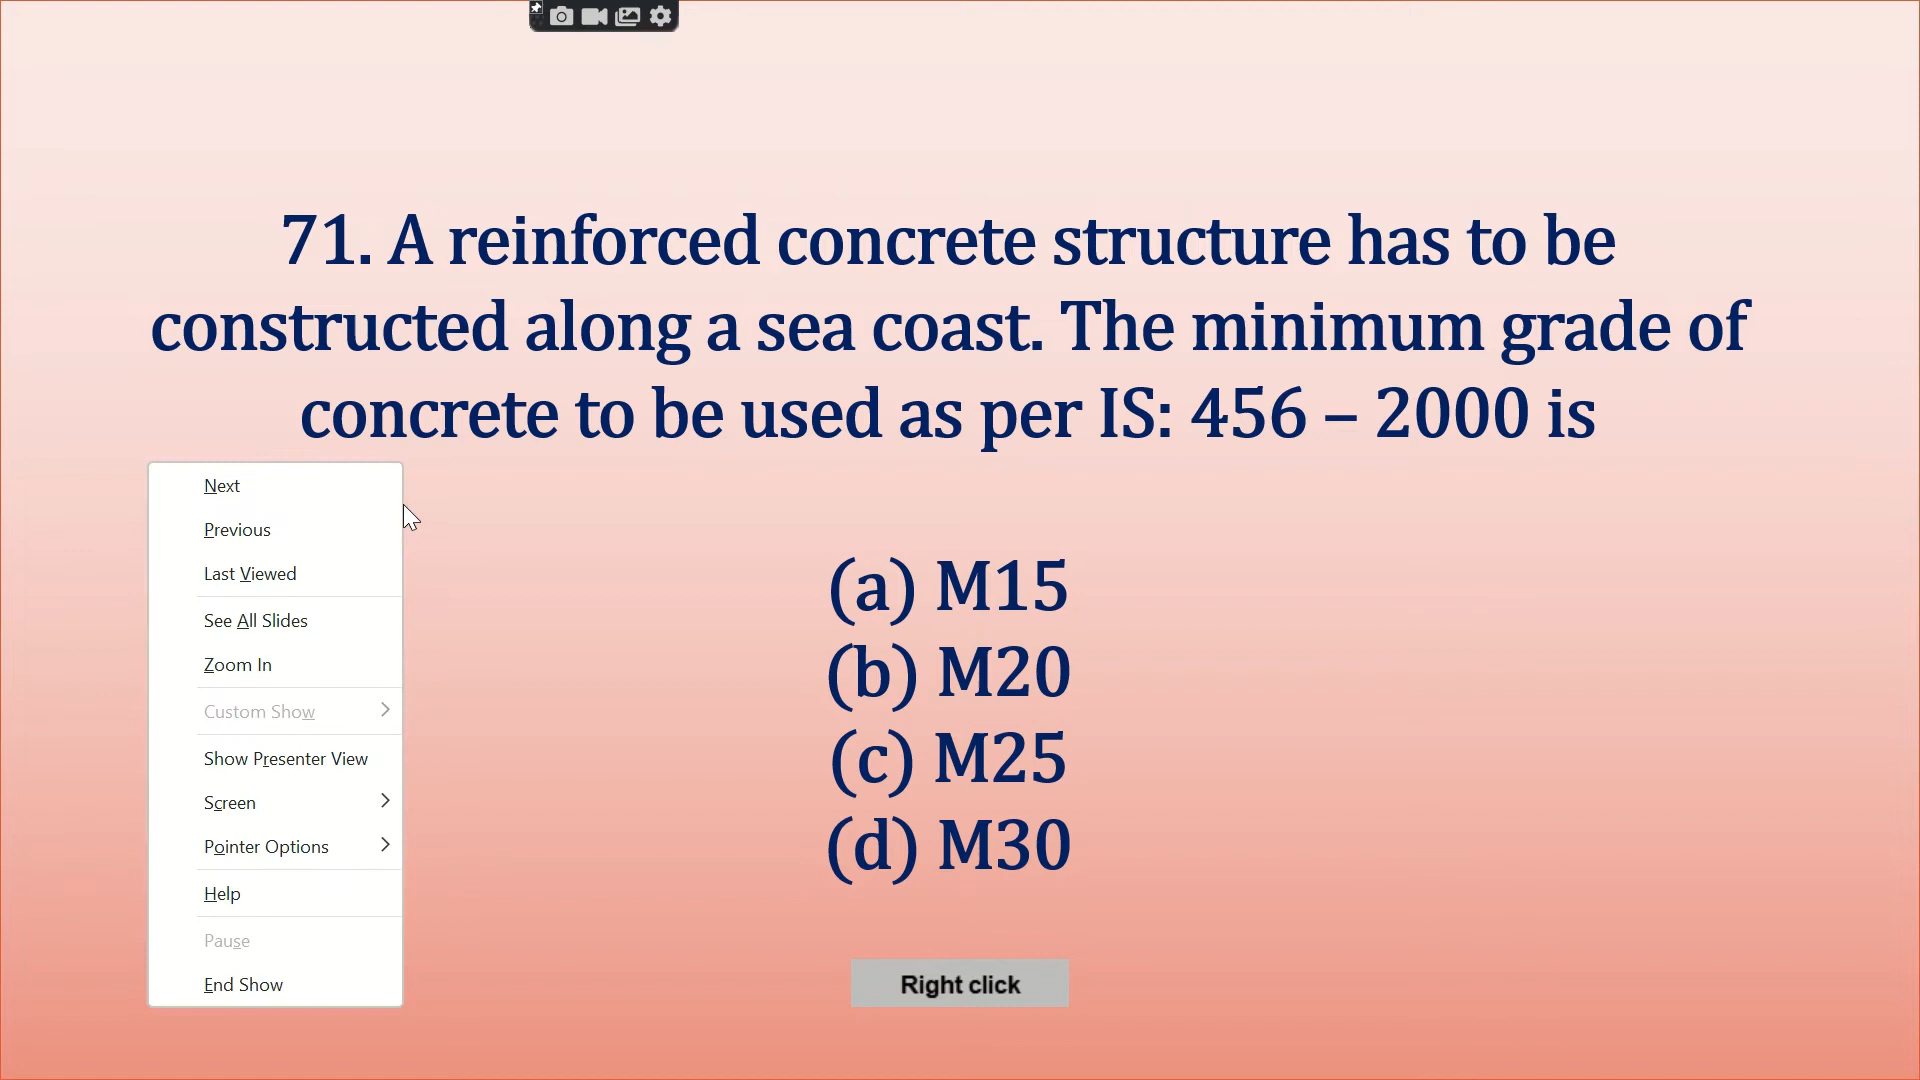 71. A reinforced concrete structure has to be
constructed along a sea coast. The minimum grade of
concrete to be used as per IS: 456 – 2000 is
Next
Previous
Last Viewed
See All Slides
Zoom In
Custom Show
Show Presenter View
Screen
Pointer Options
Help
Pause
End Show
(a) M15
(b) M20
(c) M25
(d) M30
Right click